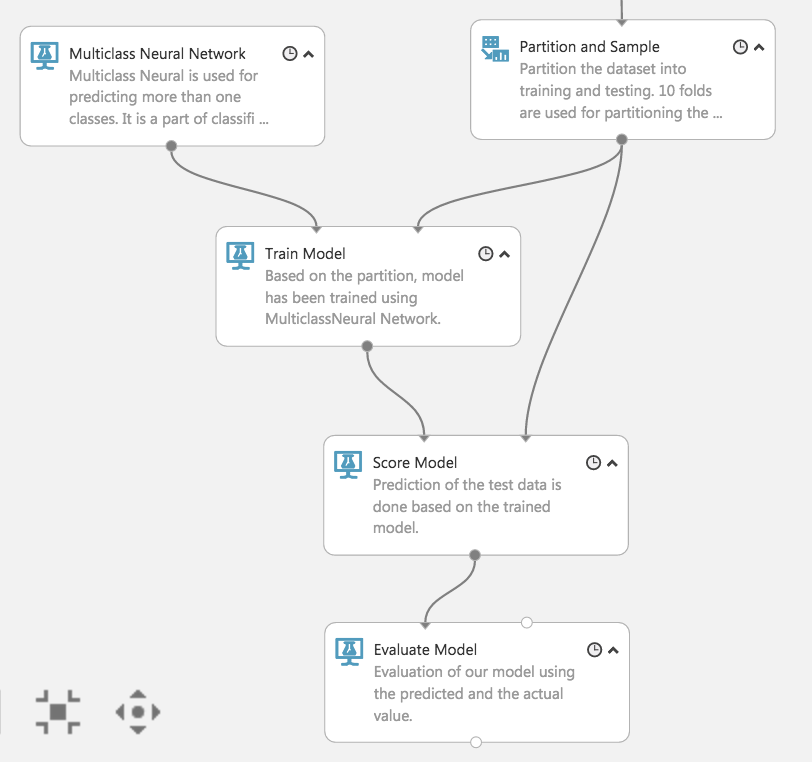 Multiclass Neural Network
Multiclass Neural is used for
predicting more than one
classes. It is a part of classifi ...
Partition and Sample
Partition the dataset into
training and testing. 10 folds
are used for partitioning the ...
Train Model
Based on the partition, model
has been trained using
MulticlassNeural Network.
Score Model
Prediction of the test data is
done based on the trained
model.
Evaluate Model
Evaluation of our model using
the predicted and the actual
value.